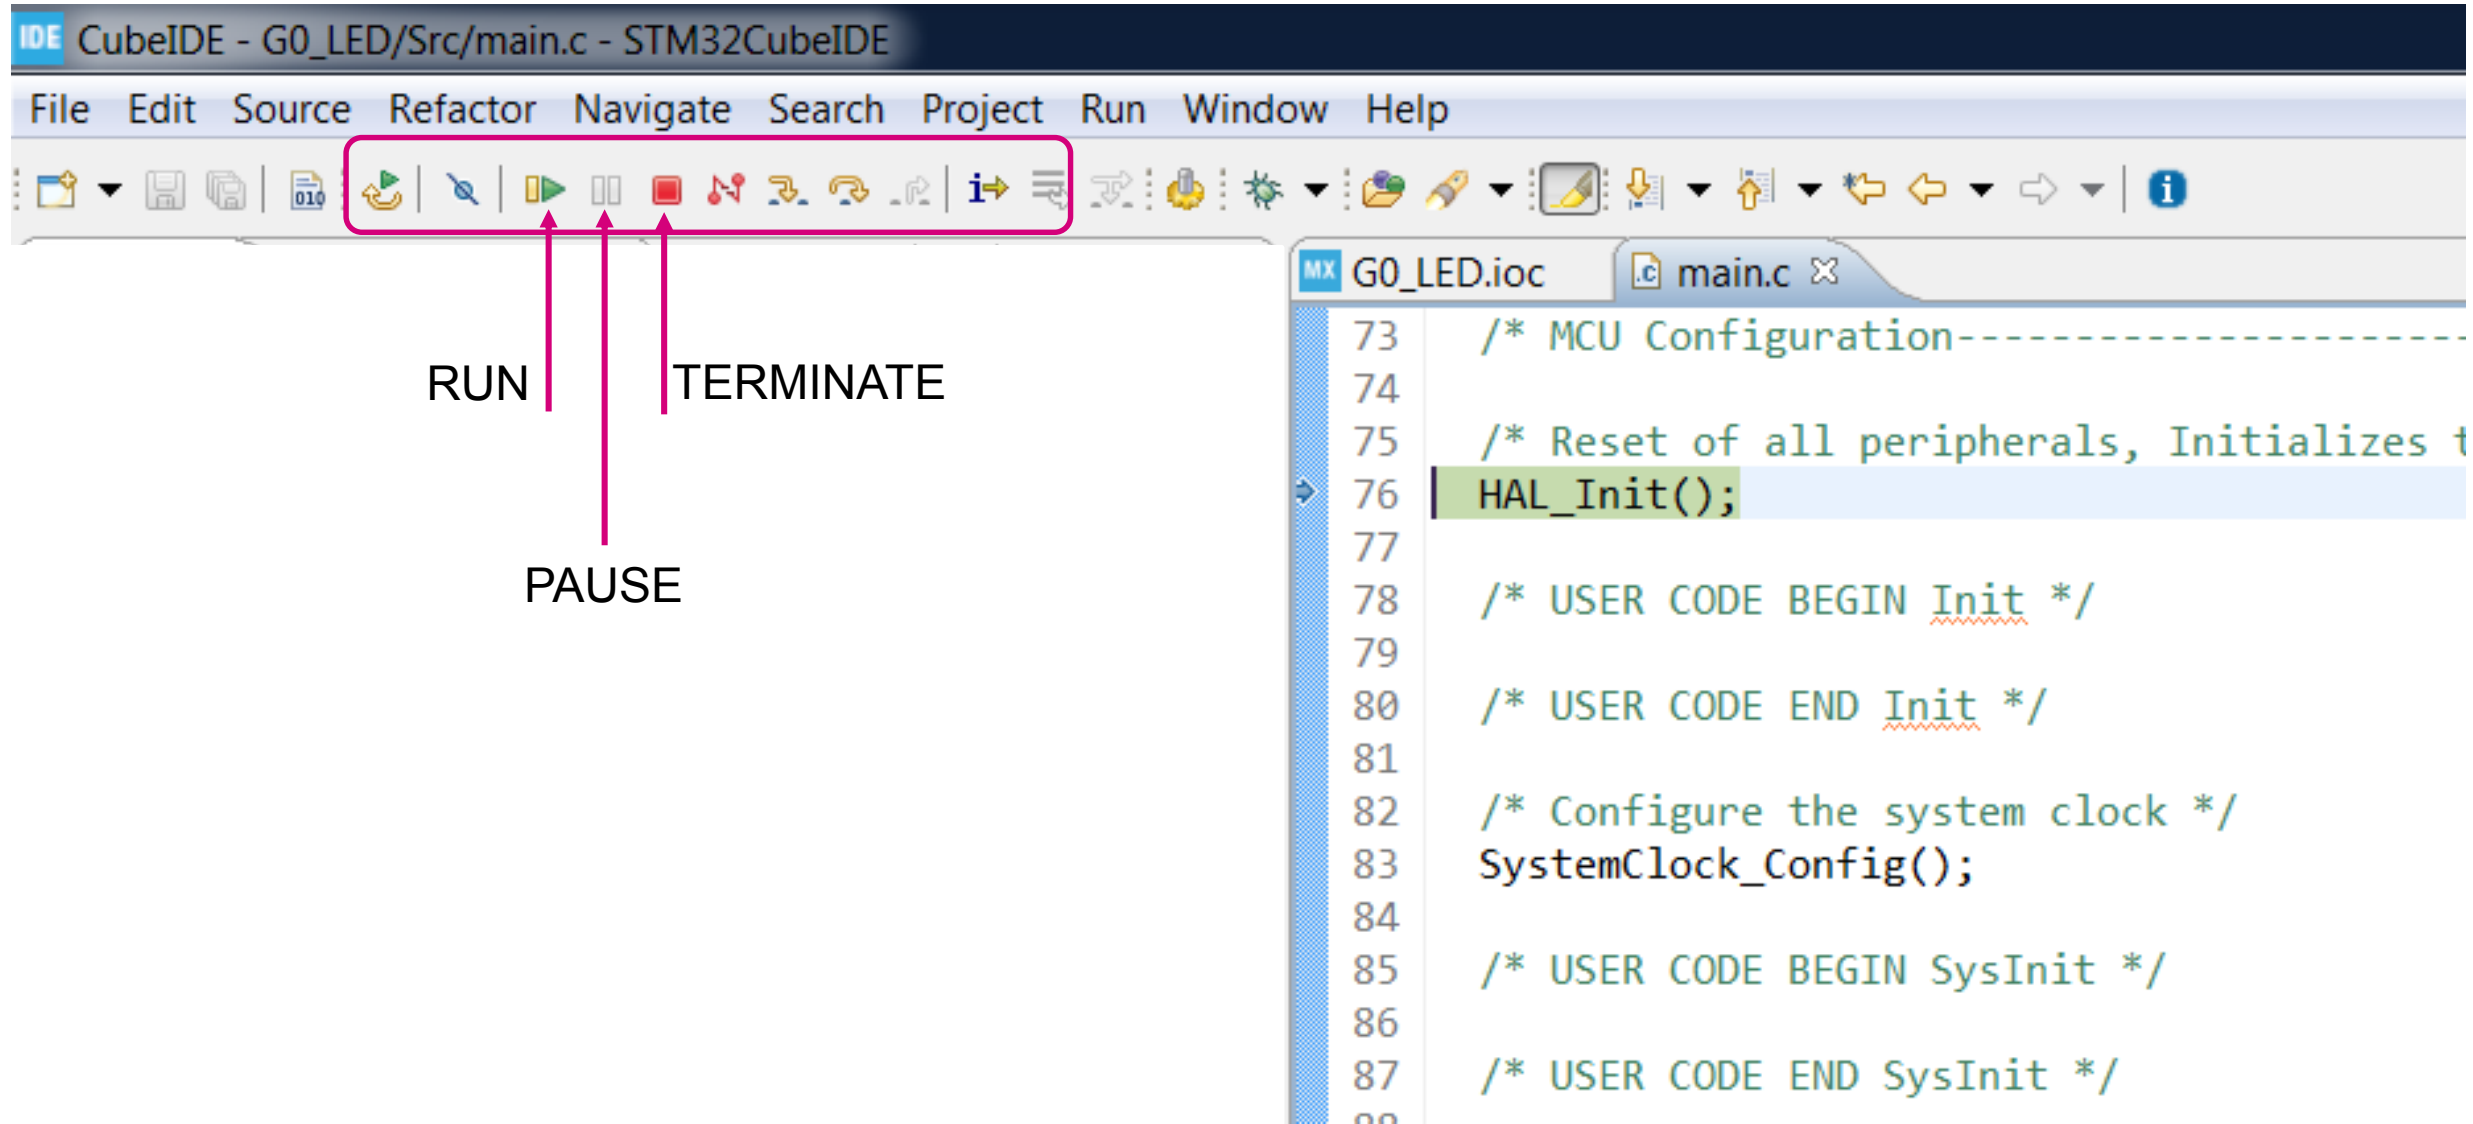 IDE CubeIDE - G0_LED/Src/main.c - STM32CubeIDE
File Edit Source Refactor Navigate Search Project Run Window Help
010
MX G0_LED.ioc .c main.c
RUN
TERMINATE
PAUSE
73 /* MCU Configuration---------------------
74
75 /* Reset of all peripherals, Initializes
76 HAL_Init();
77
78 /* USER CODE BEGIN Init */
79
80 /* USER CODE END Init */
81
82 /* Configure the system clock */
83 SystemClock_Config();
84
85 /* USER CODE BEGIN SysInit */
86
87 /* USER CODE END SysInit */